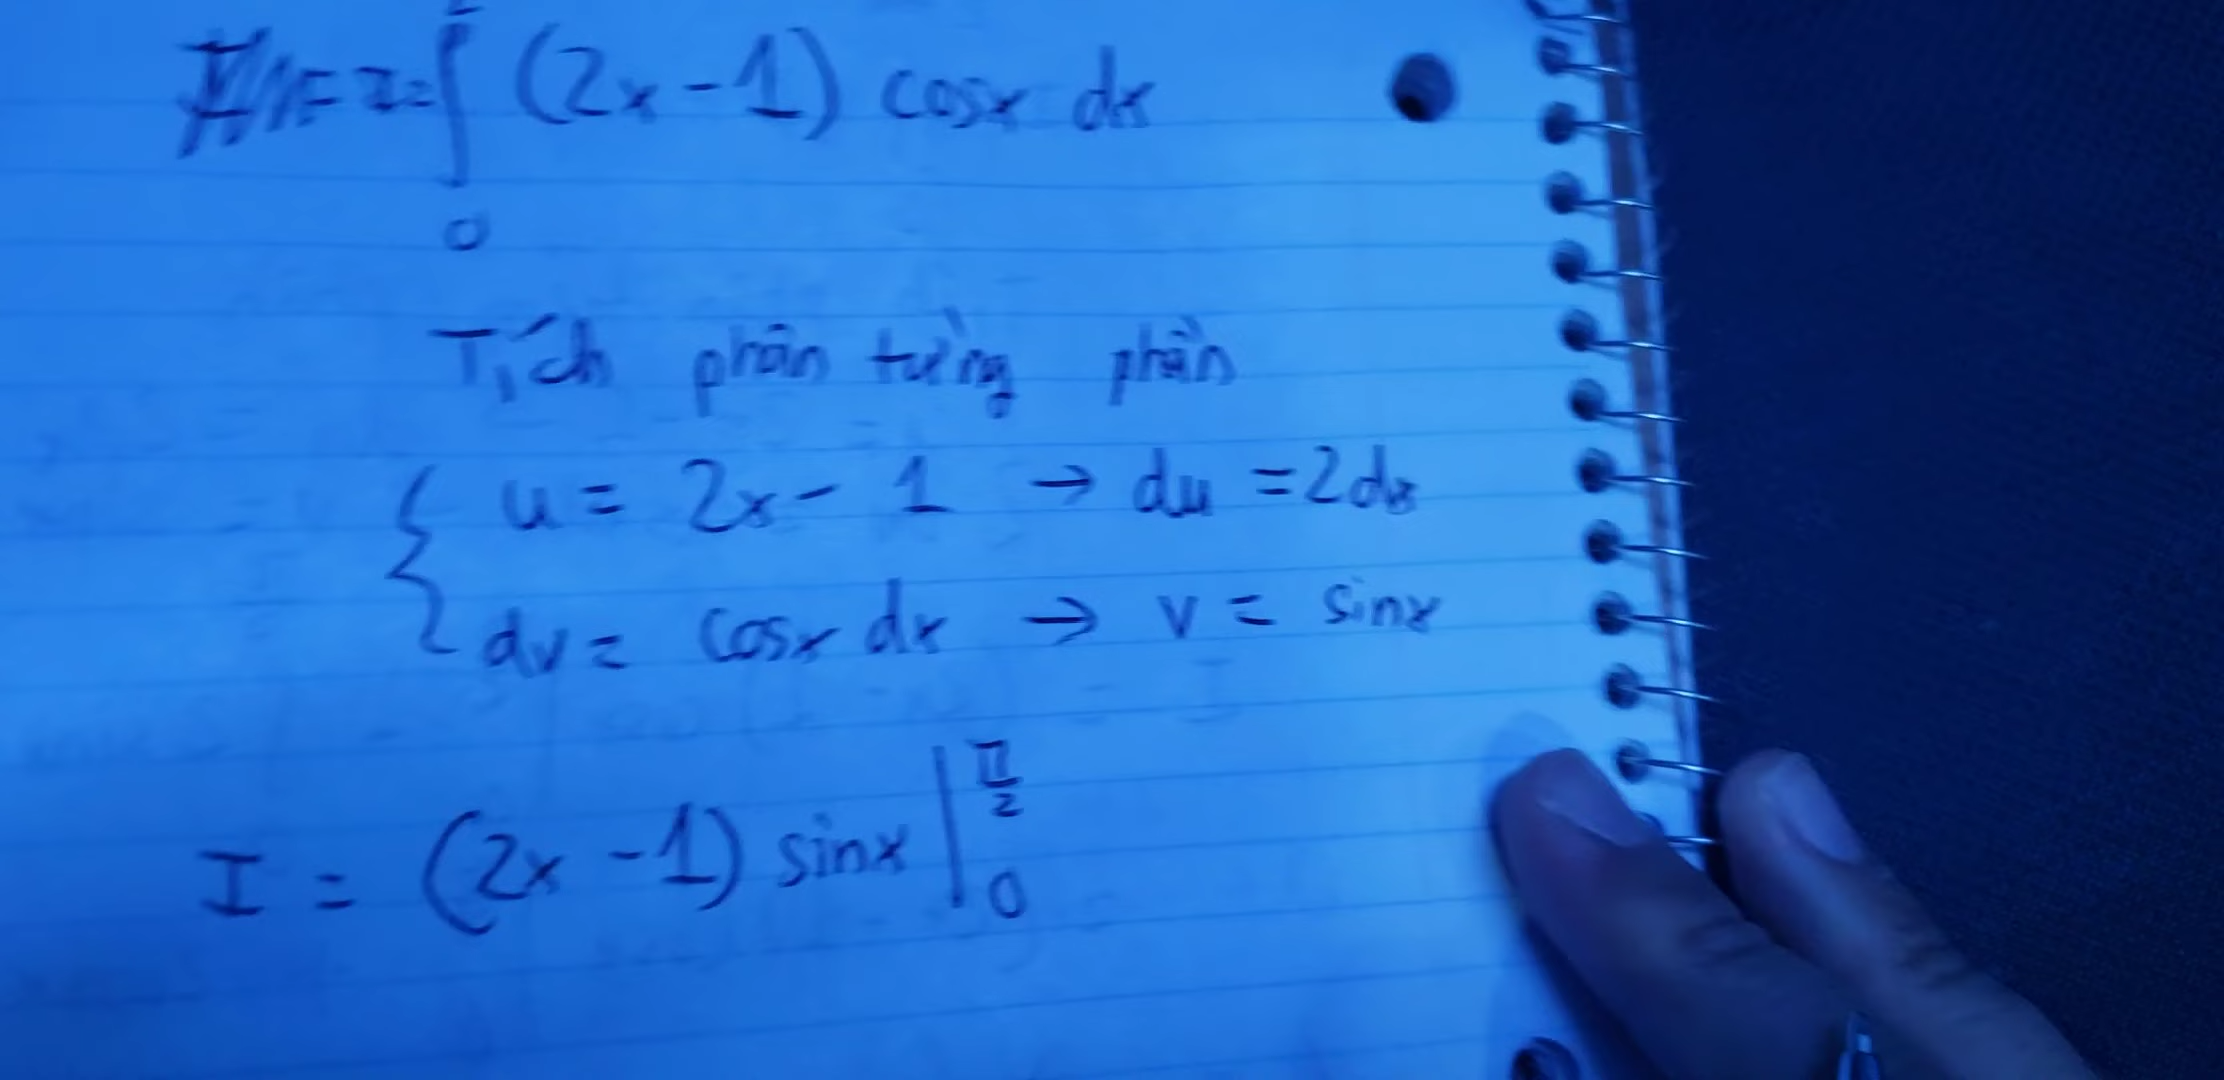 I = ∫ (2x - 1) cosx dx
0
Tích phân từng phần
{ u = 2x - 1 → du = 2dx
dv = cosx dx → v = sinx
I = (2x - 1) sinx | π/2 0